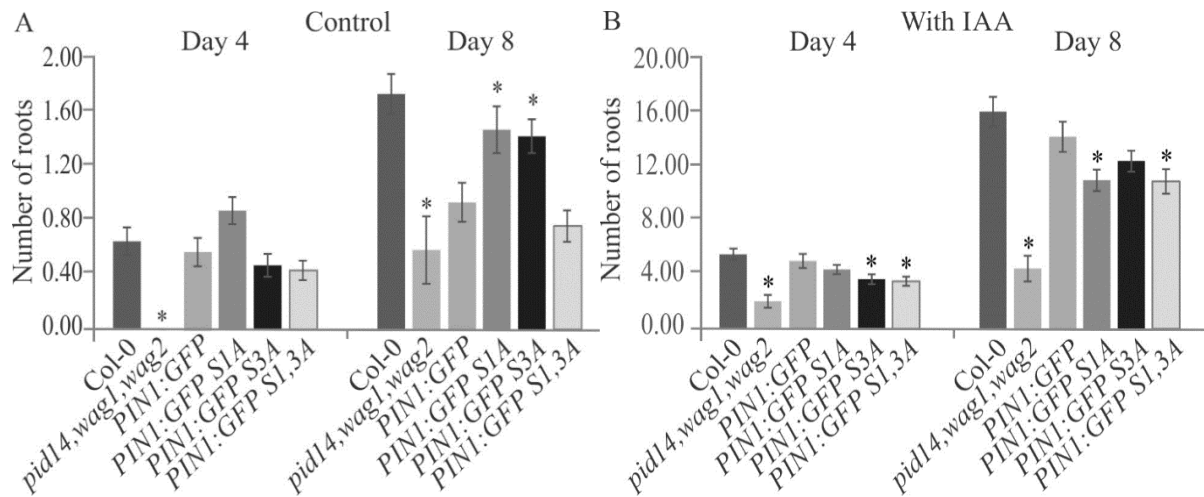 A Control B With IAA
Day 4 Day 8 Day 4 Day 8
Number of roots
2.00
1.60
1.20
0.80
0.40
0.00
* * * *
Col-0
pid14,wag1,wag2
PIN1:GFP
PIN1:GFP S1A
PIN1:GFP S3A
PIN1:GFP S1,3A
Col-0
pid14,wag1,wag2
PIN1:GFP
PIN1:GFP S1A
PIN1:GFP S3A
PIN1:GFP S1,3A
Number of roots
20.00
16.00
12.00
8.00
4.00
0.00
* * * * * *
Col-0
pid14,wag1,wag2
PIN1:GFP
PIN1:GFP S1A
PIN1:GFP S3A
PIN1:GFP S1,3A
Col-0
pid14,wag1,wag2
PIN1:GFP
PIN1:GFP S1A
PIN1:GFP S3A
PIN1:GFP S1,3A